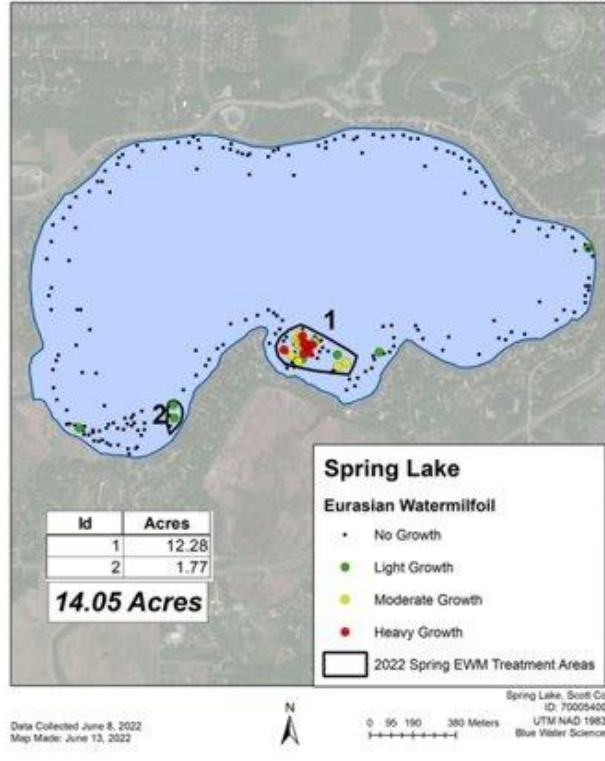 1
2
Spring Lake
Eurasian Watermilfoil
No Growth
Light Growth
Moderate Growth
Heavy Growth
2022 Spring EWM Treatment Areas
Id Acres
1 12.28
2 1.77
14.05 Acres
Data Collected June 8, 2022
Map Made: June 13, 2022
N
0 95 190 380 Meters
Spring Lake, Scott Co
ID: 70005400
UTM NAD 1983
Blue Water Science